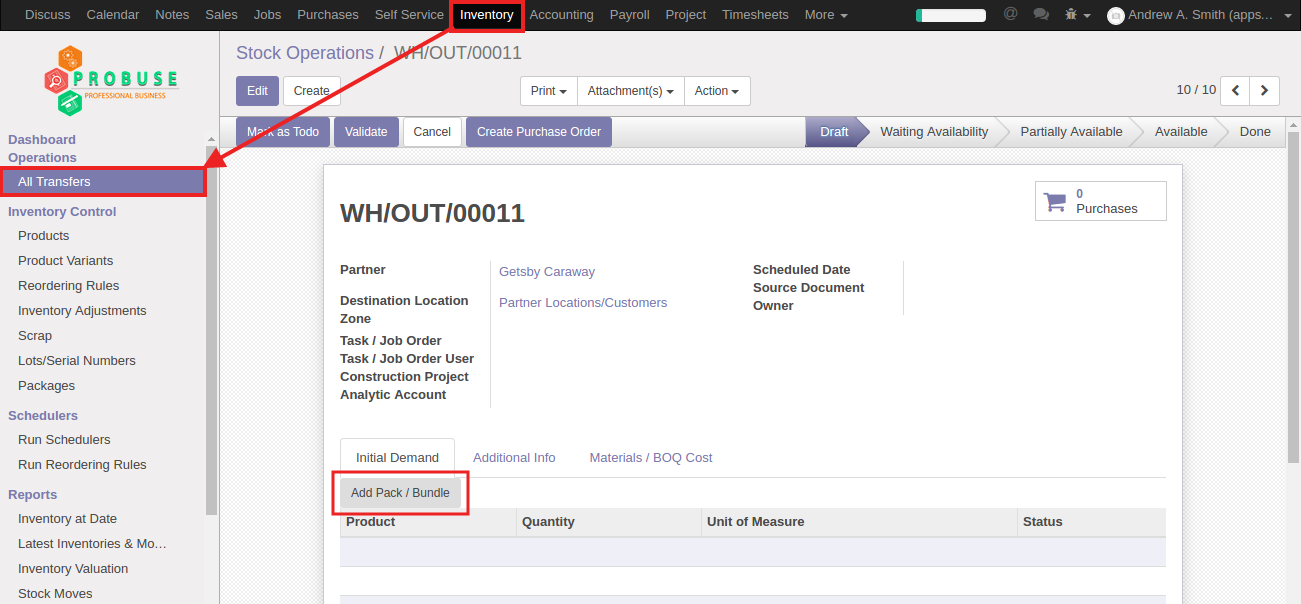 Discuss Calendar Notes Sales Jobs Purchases Self Service Inventory Accounting Payroll Project Timesheets More @ Andrew A. Smith (apps...
PROBUSE
PROFESSIONAL BUSINESS
Stock Operations / WH/OUT/00011
Edit Create Print Attachment(s) Action 10 / 10
Mark as Todo Validate Cancel Create Purchase Order Draft Waiting Availability Partially Available Available Done
Dashboard
Operations
All Transfers
Inventory Control
Products
Product Variants
Reordering Rules
Inventory Adjustments
Scrap
Lots/Serial Numbers
Packages
Schedulers
Run Schedulers
Run Reordering Rules
Reports
Inventory at Date
Latest Inventories & Mo...
Inventory Valuation
Stock Moves
0
Purchases
WH/OUT/00011
Partner Getsby Caraway
Destination Location Zone Partner Locations/Customers
Task / Job Order
Task / Job Order User
Construction Project
Analytic Account
Scheduled Date
Source Document
Owner
Initial Demand Additional Info Materials / BOQ Cost
Add Pack / Bundle
Product Quantity Unit of Measure Status